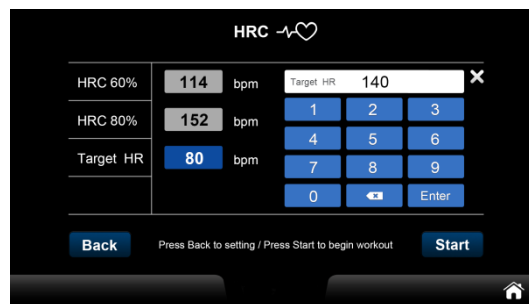 HRC
HRC 60% 114 bpm
HRC 80% 152 bpm
Target HR 80 bpm
Target HR 140
1 2 3
4 5 6
7 8 9
0 Enter
Back Press Back to setting / Press Start to begin workout Start